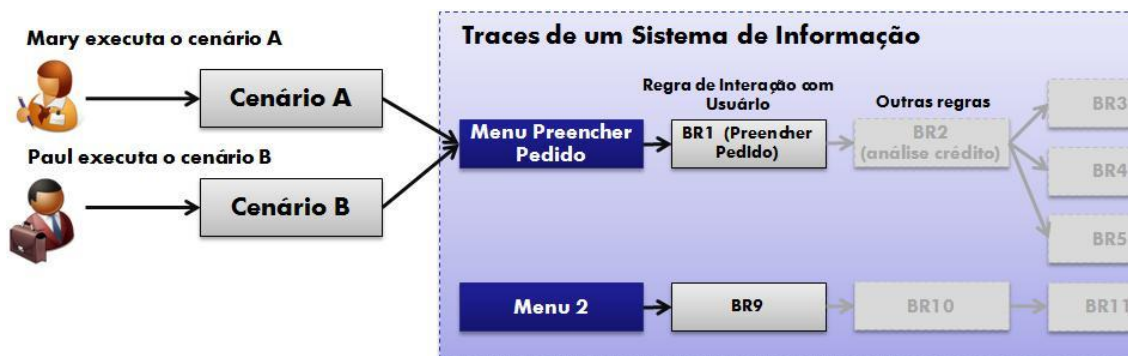 Mary executa o cenário A
Cenário A
Paul executa o cenário B
Cenário B
Traces de um Sistema de Informação
Regra de Interação com
Usuário
Outras regras
Menu Preencher
Pedido
BR1 (Preencher
Pedido)
BR2
(análise crédito)
BR3
BR4
BR5
Menu 2
BR9
BR10
BR11